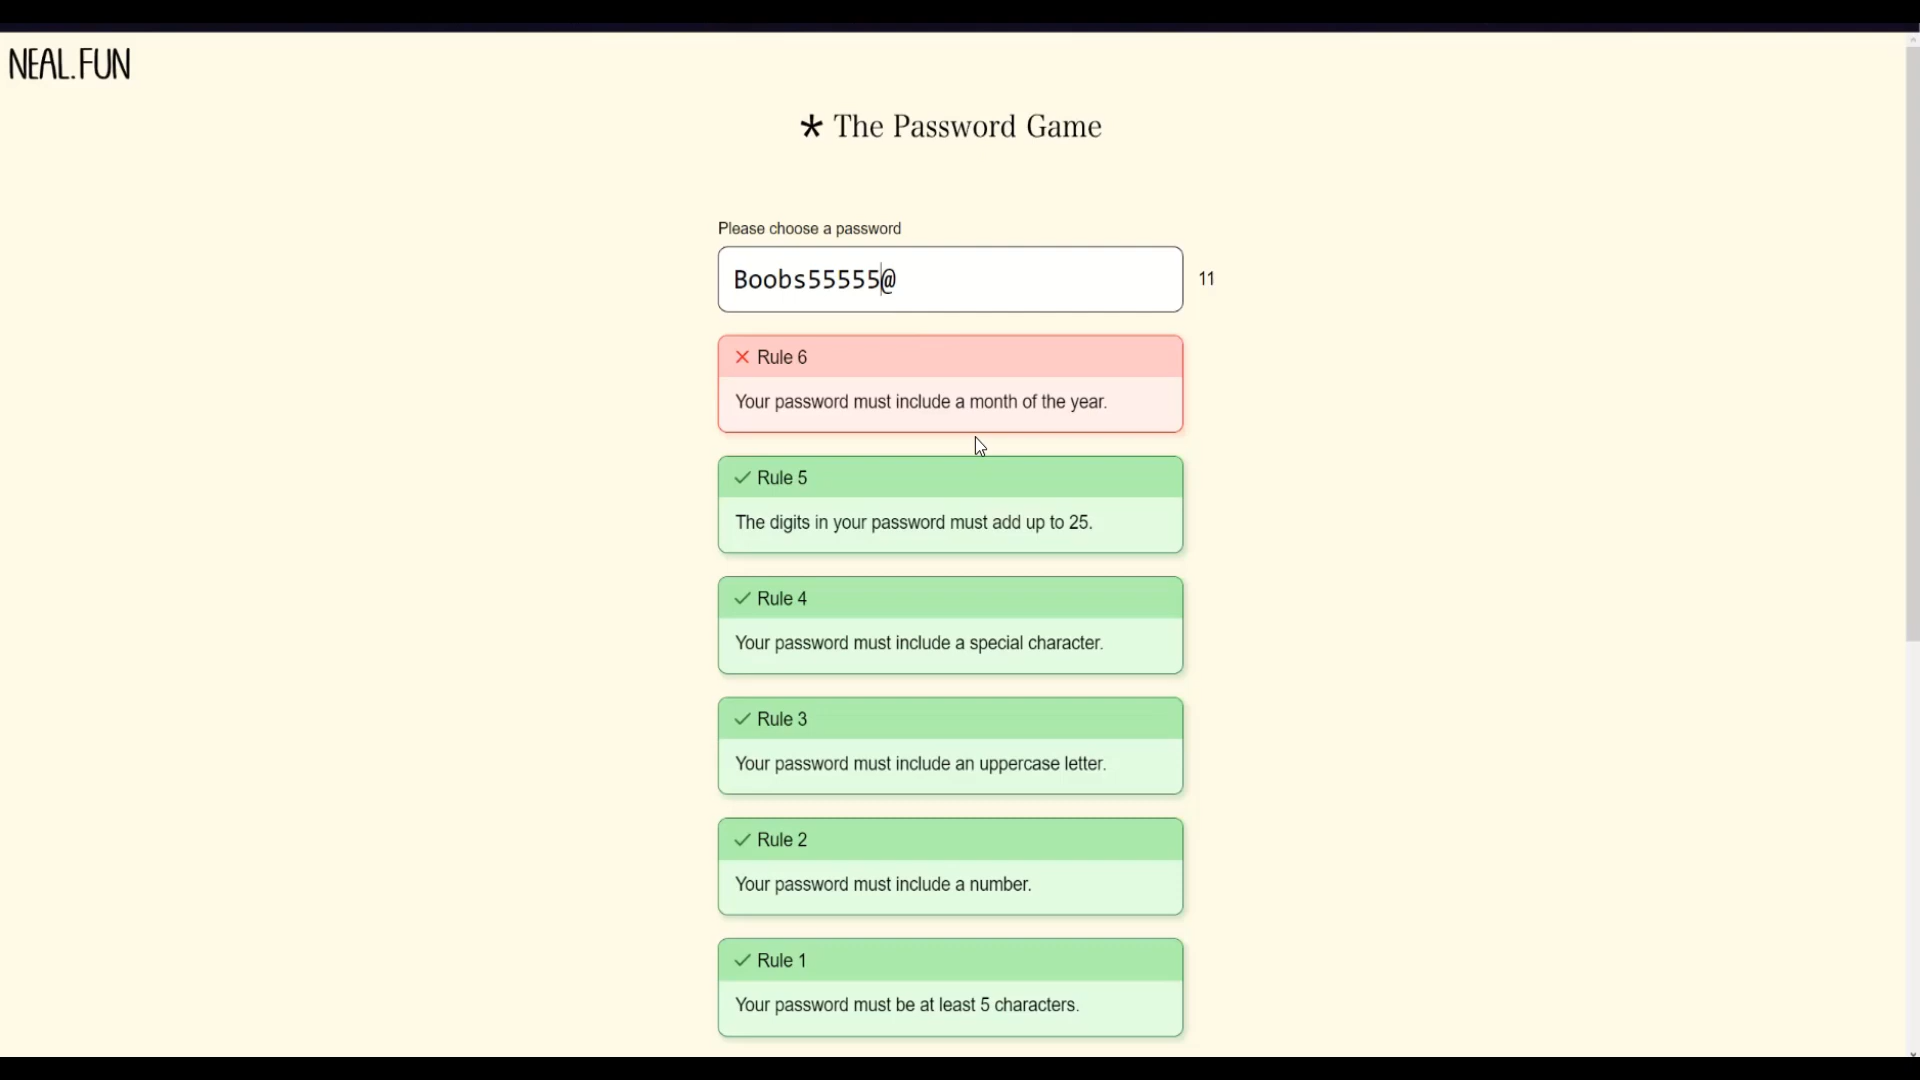 NEAL.FUN
* The Password Game
Please choose a password
Boobs55555@
11
Rule 6
Your password must include a month of the year.
Rule 5
The digits in your password must add up to 25.
Rule 4
Your password must include a special character.
Rule 3
Your password must include an uppercase letter.
Rule 2
Your password must include a number.
Rule 1
Your password must be at least 5 characters.